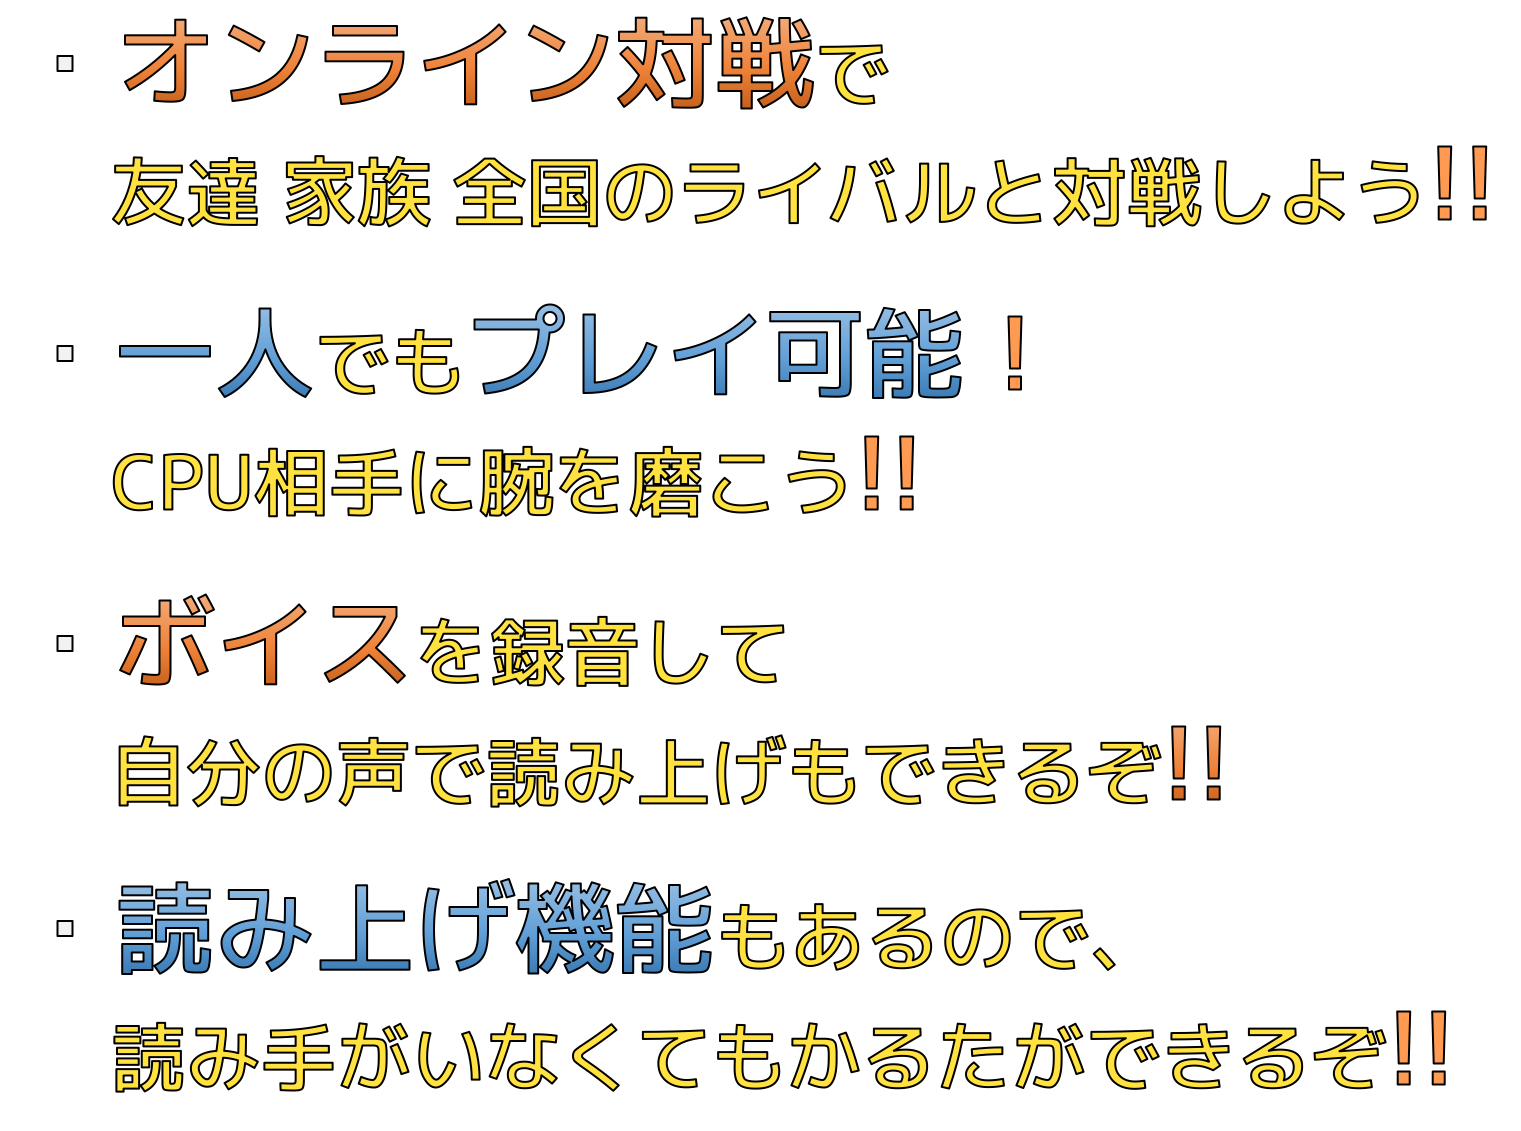 ▫ オンライン対戦で
友達 家族 全国のライバルと対戦しよう!!
▫ 一人でもプレイ可能！
CPU相手に腕を磨こう!!
▫ ボイスを録音して
自分の声で読み上げもできるぞ!!
▫ 読み上げ機能もあるので、
読み手がいなくてもかるたができるぞ!!